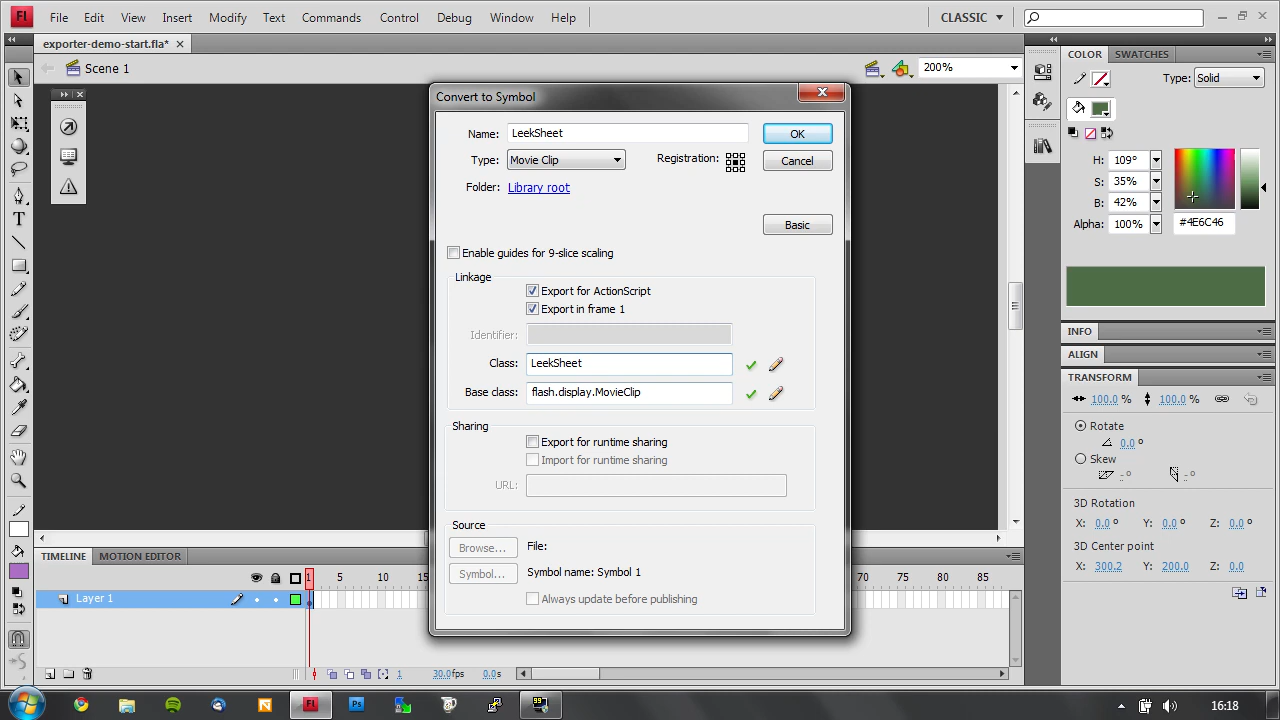 Fl File Edit View Insert Modify Text Commands Control Debug Window Help CLASSIC
exporter-demo-start.fla* ×
Scene 1 200%
Convert to Symbol
Name: LeekSheet OK
Type: Movie Clip Registration: Cancel
Folder: Library root
Basic
Enable guides for 9-slice scaling
Linkage
Export for ActionScript
Export in frame 1
Identifier:
Class: LeekSheet
Base class: flash.display.MovieClip
Sharing
Export for runtime sharing
Import for runtime sharing
URL:
Source
Browse... File:
Symbol... Symbol name: Symbol 1
Always update before publishing
COLOR SWATCHES
Type: Solid
H: 109°
S: 35%
B: 42%
Alpha: 100% #4E6C46
INFO
ALIGN
TRANSFORM
100.0 % 100.0 %
Rotate
0.0 °
Skew
- ° - °
3D Rotation
X: 0.0 ° Y: 0.0 ° Z: 0.0 °
3D Center point
X: 300.2 Y: 200.0 Z: 0.0
TIMELINE MOTION EDITOR
1 5 10 15 70 75 80 85
Layer 1
1 30.0fps 0.0s
Fl Ps 99 16:18